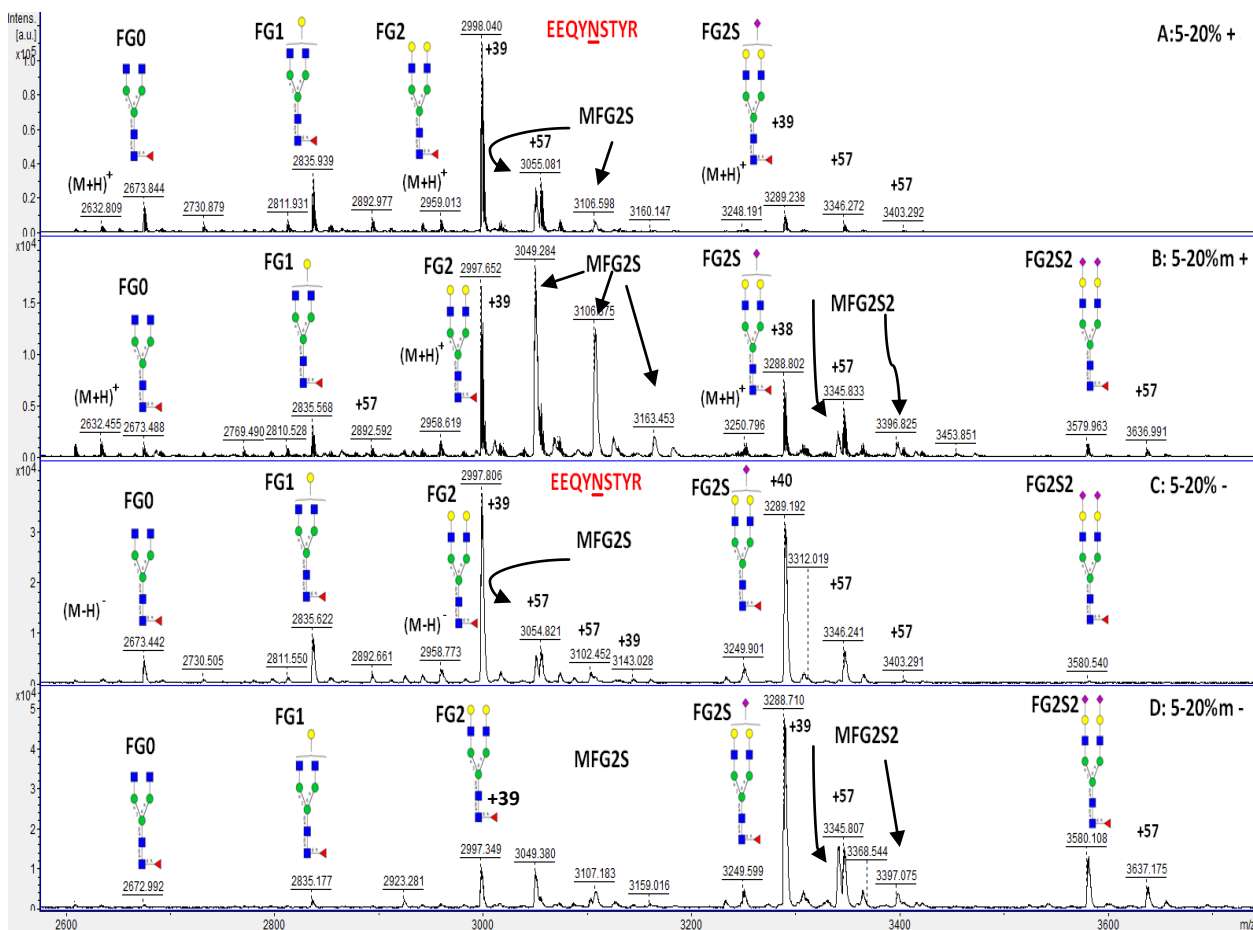 Intens.
[a.u.]
x10⁵
1.0
0.8
0.6
0.4
0.2
0.0
FG0
FG1
FG2
2998.040
+39
EEQYNSTYR
FG2S
A:5-20% +
MFG2S
+39
+57
+57
+57
(M+H)⁺
(M+H)⁺
(M+H)⁺
2632.809
2673.844
2730.879
2811.931
2835.939
2892.977
2959.013
3055.081
3106.598
3160.147
3248.191
3289.238
3346.272
3403.292
x10⁴
1.5
1.0
0.5
0.0
FG0
FG1
FG2
2997.652
+39
3049.284
MFG2S
FG2S
MFG2S2
FG2S2
B: 5-20%m +
+38
+57
+57
+57
(M+H)⁺
(M+H)⁺
(M+H)⁺
2632.455
2673.488
2769.490
2810.528
2835.568
2892.592
2958.619
3163.453
3250.796
3288.802
3345.833
3396.825
3453.851
3579.963
3636.991
x10⁴
3
2
1
0
FG0
FG1
FG2
2997.806
+39
EEQYNSTYR
FG2S
+40
FG2S2
C: 5-20% -
MFG2S
+57
+57
+39
+57
+57
(M-H)⁻
(M-H)⁻
2673.442
2730.505
2811.550
2835.622
2892.661
2958.773
3054.821
3102.452
3143.028
3249.901
3289.192
3312.019
3346.241
3403.291
3580.540
x10⁴
5
4
3
2
1
0
FG0
FG1
FG2
+39
MFG2S
FG2S
3288.710
+39
MFG2S2
FG2S2
D: 5-20%m -
+57
+57
2672.992
2835.177
2923.281
2997.349
3049.380
3107.183
3159.016
3249.599
3345.807
3368.544
3397.075
3580.108
3637.175
2600
2800
3000
3200
3400
3600
m/z